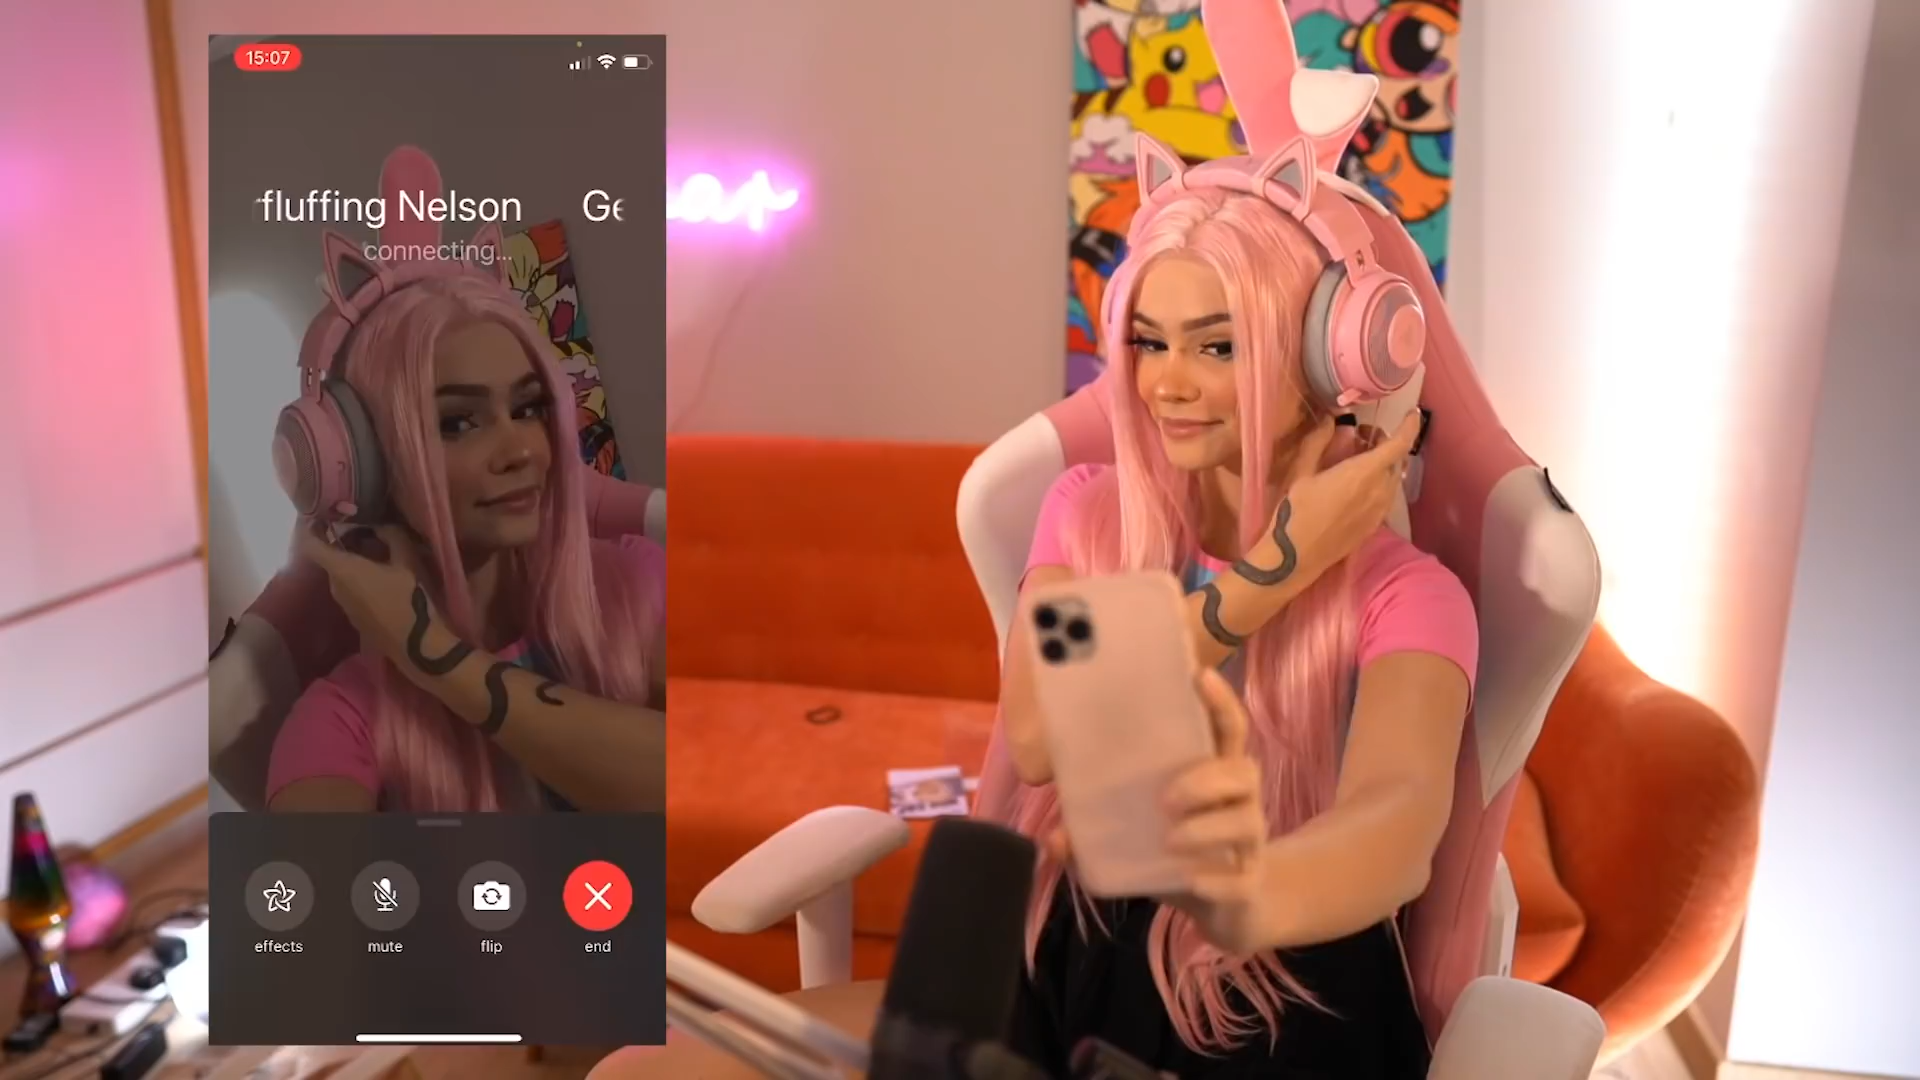 15:07
fluffing Nelson Ge
connecting...
effects mute flip end